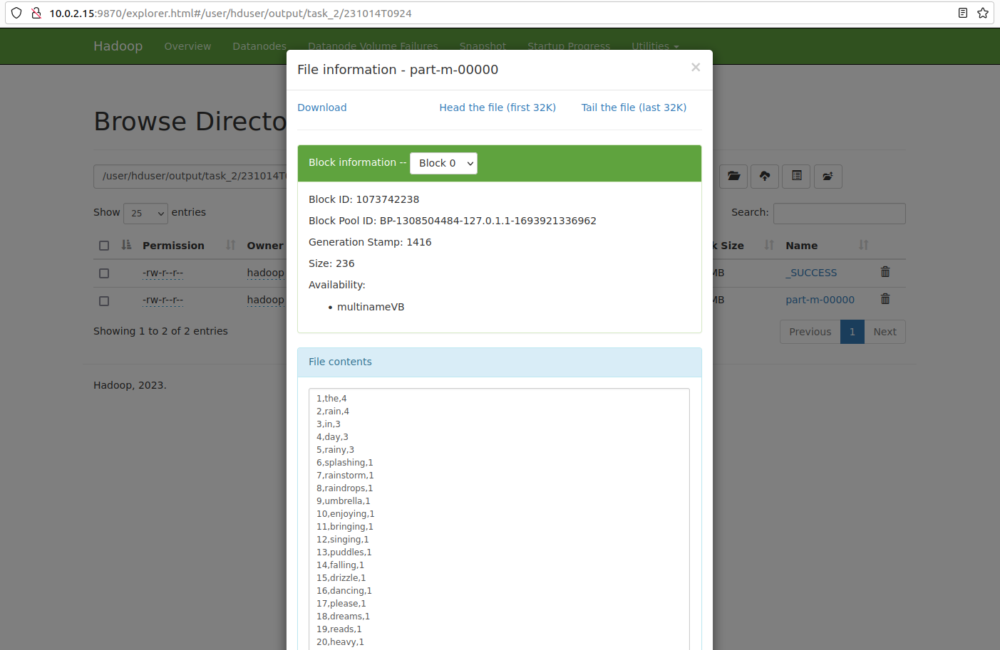 10.0.2.15:9870/explorer.html#/user/hduser/output/task_2/231014T0924
Hadoop Overview Datanodes Datanode Volume Failures Snapshot Startup Progress Utilities
File information - part-m-00000 ×
Download Head the file (first 32K) Tail the file (last 32K)
Browse Directo
Block information -- Block 0
/user/hduser/output/task_2/231014T
Block ID: 1073742238
Block Pool ID: BP-1308504484-127.0.1.1-1693921336962
Generation Stamp: 1416
Size: 236
Availability:
• multinameVB
Show 25 entries Search:
Permission Owner k Size Name
-rw-r--r-- hadoop MB _SUCCESS
-rw-r--r-- hadoop MB part-m-00000
Showing 1 to 2 of 2 entries Previous 1 Next
Hadoop, 2023.
File contents
1,the,4
2,rain,4
3,in,3
4,day,3
5,rainy,3
6,splashing,1
7,rainstorm,1
8,raindrops,1
9,umbrella,1
10,enjoying,1
11,bringing,1
12,singing,1
13,puddles,1
14,falling,1
15,drizzle,1
16,dancing,1
17,please,1
18,dreams,1
19,reads,1
20,heavy,1